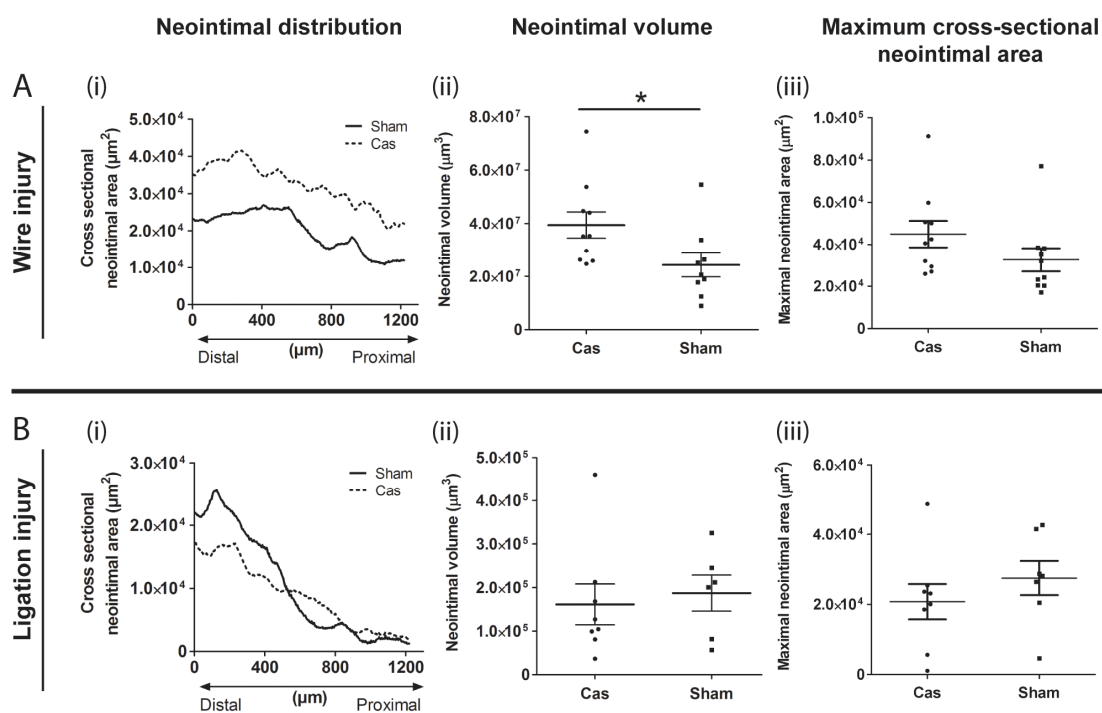 Neointimal distribution
Neointimal volume
Maximum cross-sectional
neointimal area
A
Wire injury
(i)
Cross sectional
neointimal area (µm²)
5.0×10⁴
4.0×10⁴
3.0×10⁴
2.0×10⁴
1.0×10⁴
0
Sham
Cas
0
400
800
1200
(µm)
Distal
Proximal
(ii)
Neointimal volume (µm³)
8.0×10⁷
6.0×10⁷
4.0×10⁷
2.0×10⁷
0
*
Cas
Sham
(iii)
Maximal neointimal area (µm²)
1.0×10⁵
8.0×10⁴
6.0×10⁴
4.0×10⁴
2.0×10⁴
0
Cas
Sham
B
Ligation injury
(i)
Cross sectional
neointimal area (µm²)
3.0×10⁴
2.0×10⁴
1.0×10⁴
0
Sham
Cas
0
400
800
1200
(µm)
Distal
Proximal
(ii)
Neointimal volume (µm³)
5.0×10⁵
4.0×10⁵
3.0×10⁵
2.0×10⁵
1.0×10⁵
0
Cas
Sham
(iii)
Maximal neointimal area (µm²)
6.0×10⁴
4.0×10⁴
2.0×10⁴
0
Cas
Sham